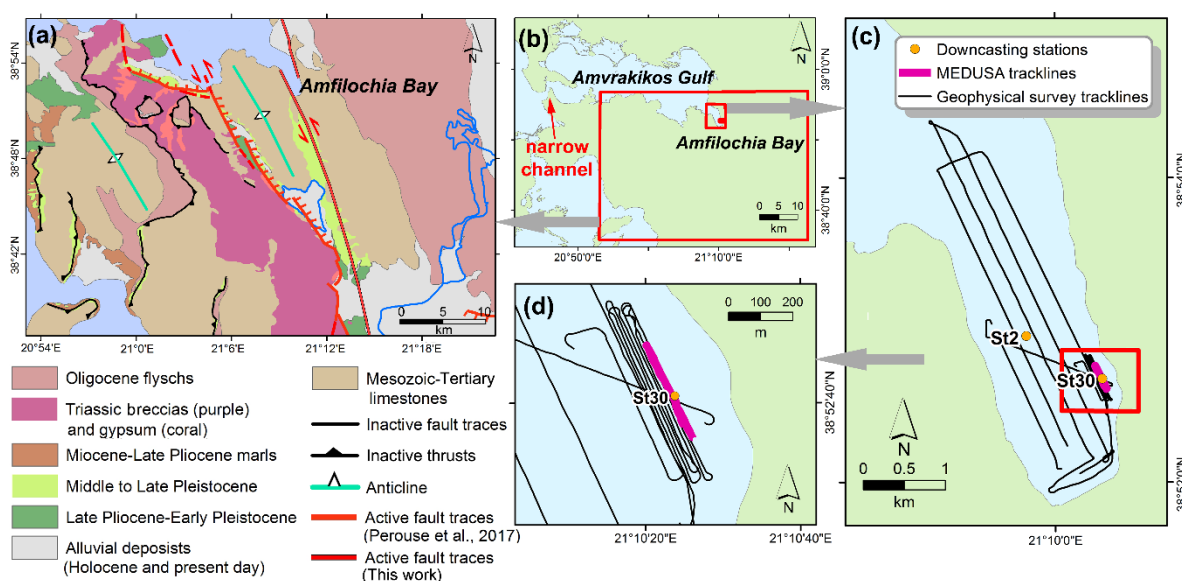 (a)
N
Amfilochia Bay
38°54'N
38°48'N
38°42'N
0 5 10
km
20°54'E 21°0'E 21°6'E 21°12'E 21°18'E
(b)
N
Amvrakikos Gulf
Amfilochia Bay
narrow
channel
39°0'N
38°40'N
0 5 10
km
20°50'0"E 21°10'0"E
(c)
N
Downcasting stations
MEDUSA tracklines
Geophysical survey tracklines
St2
St30
38°54'N
38°52'0"N
N
0 0.5 1
km
21°10'0"E
(d)
0 100 200
m
St30
38°52'40"N
N
21°10'20"E 21°10'40"E
Oligocene flyschs
Triassic breccias (purple)
and gypsum (coral)
Miocene-Late Pliocene marls
Middle to Late Pleistocene
Late Pliocene-Early Pleistocene
Alluvial deposists
(Holocene and present day)
Mesozoic-Tertiary
limestones
Inactive fault traces
Inactive thrusts
Anticline
Active fault traces
(Perouse et al., 2017)
Active fault traces
(This work)